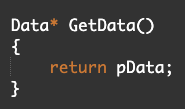 Data* GetData()
{
    return pData;
}